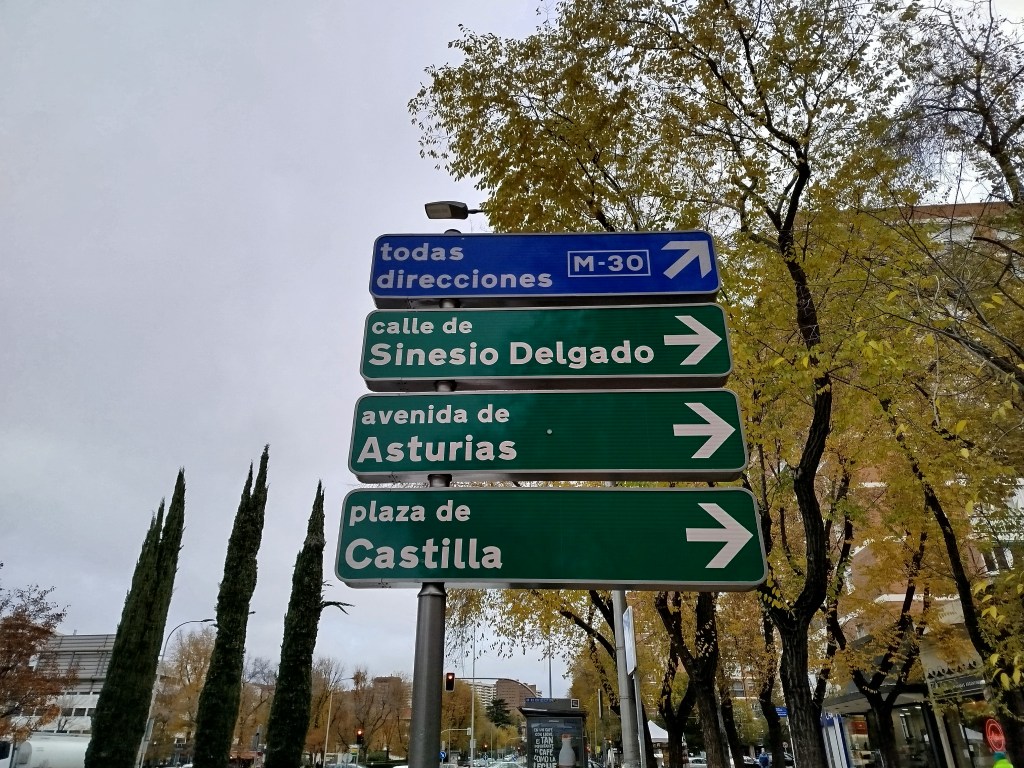 todas
direcciones M-30
calle de
Sinesio Delgado
avenida de
Asturias
plaza de
Castilla